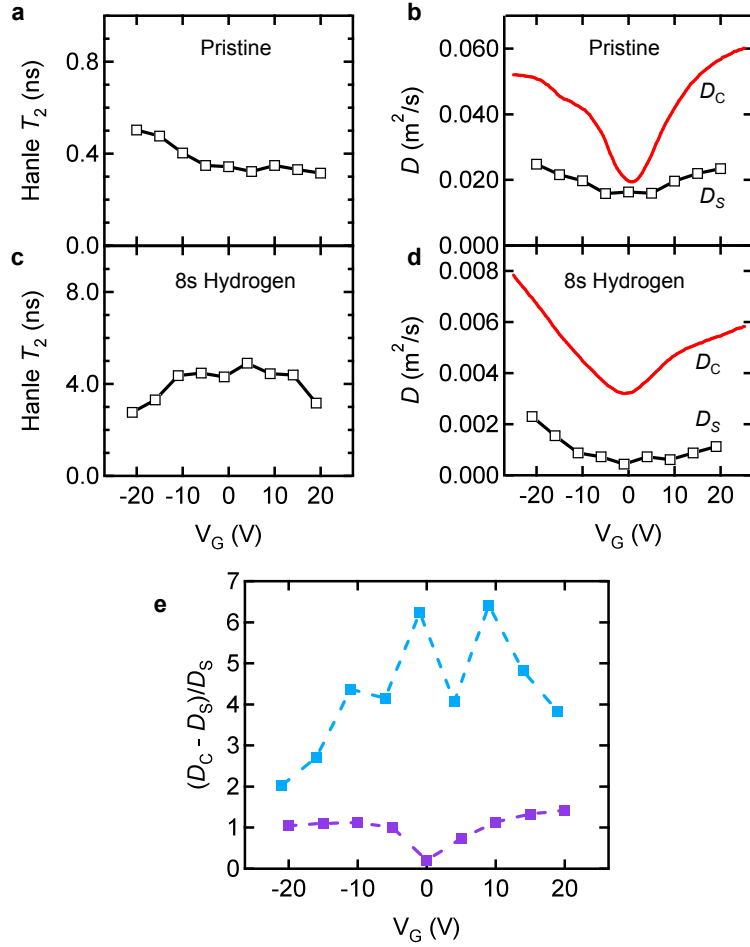 a
Pristine
Hanle T2 (ns)
0.8
0.4
0.0
b
Pristine
D (m2/s)
0.060
0.040
0.020
0.000
DC
DS
c
8s Hydrogen
Hanle T2 (ns)
8.0
4.0
0.0
-20 -10 0 10 20
VG (V)
d
8s Hydrogen
D (m2/s)
0.008
0.006
0.004
0.002
0.000
DC
DS
-20 -10 0 10 20
VG (V)
e
(DC - DS)/DS
7
6
5
4
3
2
1
0
-20 -10 0 10 20
VG (V)